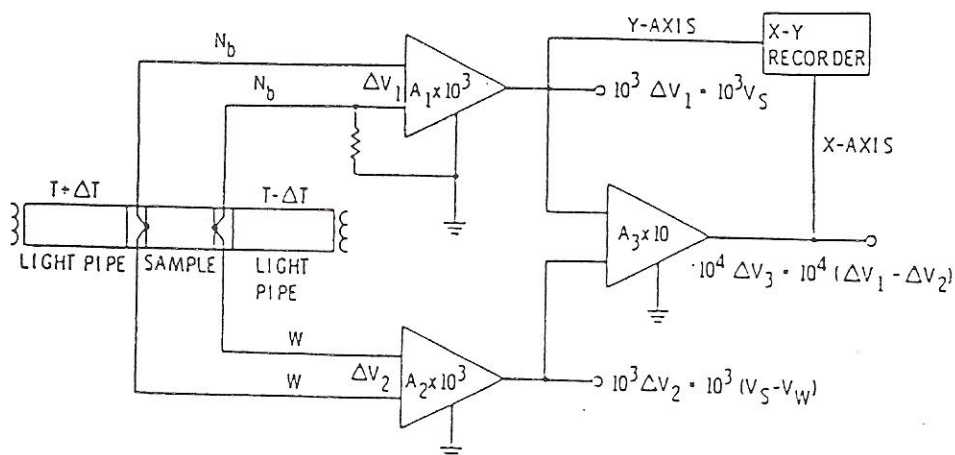 Y-AXIS
X-Y
RECORDER
N_b
ΔV_1
A_1 x 10^3
10^3 ΔV_1 = 10^3 V_S
N_b
X-AXIS
T+ΔT
T-ΔT
A_3 x 10
LIGHT PIPE
SAMPLE
LIGHT
PIPE
10^4 ΔV_3 = 10^4 (ΔV_1 - ΔV_2)
W
ΔV_2
A_2 x 10^3
W
10^3 ΔV_2 = 10^3 (V_S - V_W)